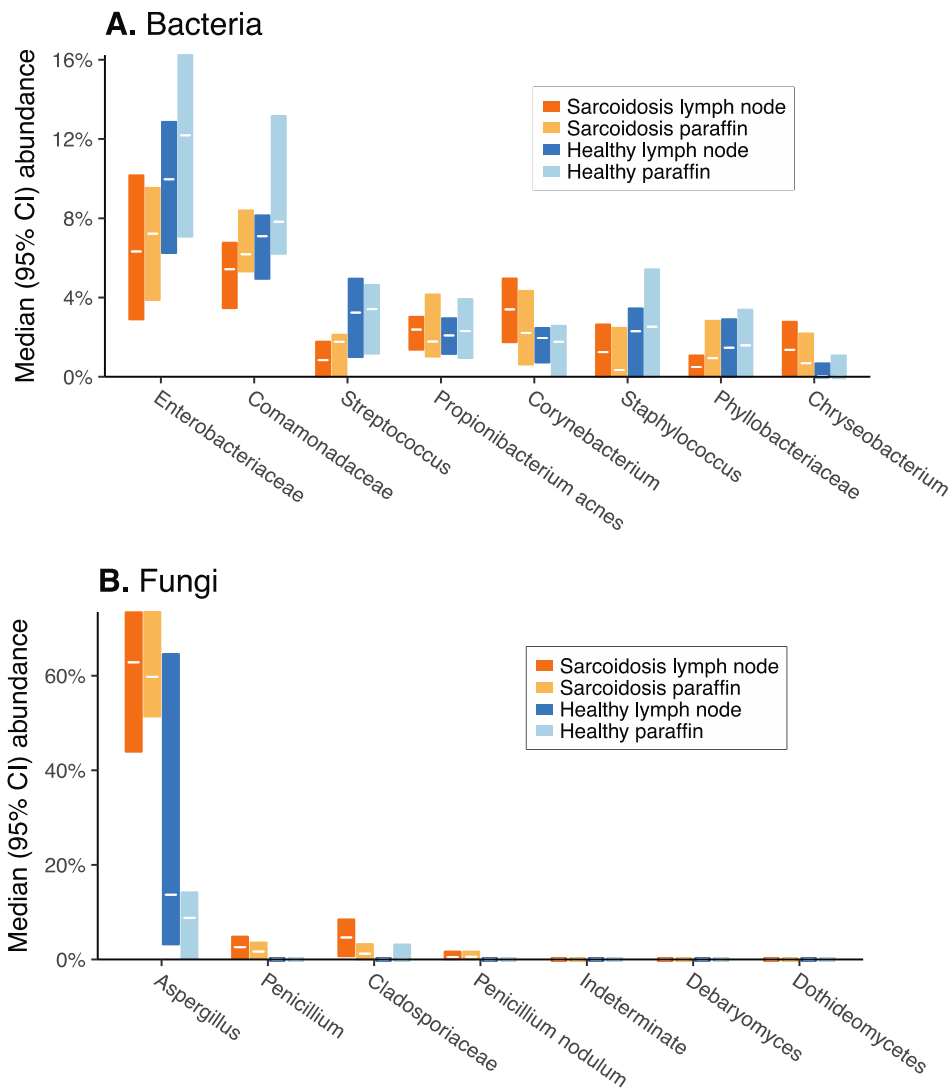 A. Bacteria
Median (95% CI) abundance
16%
12%
8%
4%
0%
Sarcoidosis lymph node
Sarcoidosis paraffin
Healthy lymph node
Healthy paraffin
Enterobacteriaceae
Comamonadaceae
Streptococcus
Propionibacterium acnes
Corynebacterium
Staphylococcus
Phyllobacteriaceae
Chryseobacterium
B. Fungi
Median (95% CI) abundance
60%
40%
20%
0%
Sarcoidosis lymph node
Sarcoidosis paraffin
Healthy lymph node
Healthy paraffin
Aspergillus
Penicillium
Cladosporiaceae
Penicillium nodulum
Indeterminate
Debaryomyces
Dothideomycetes